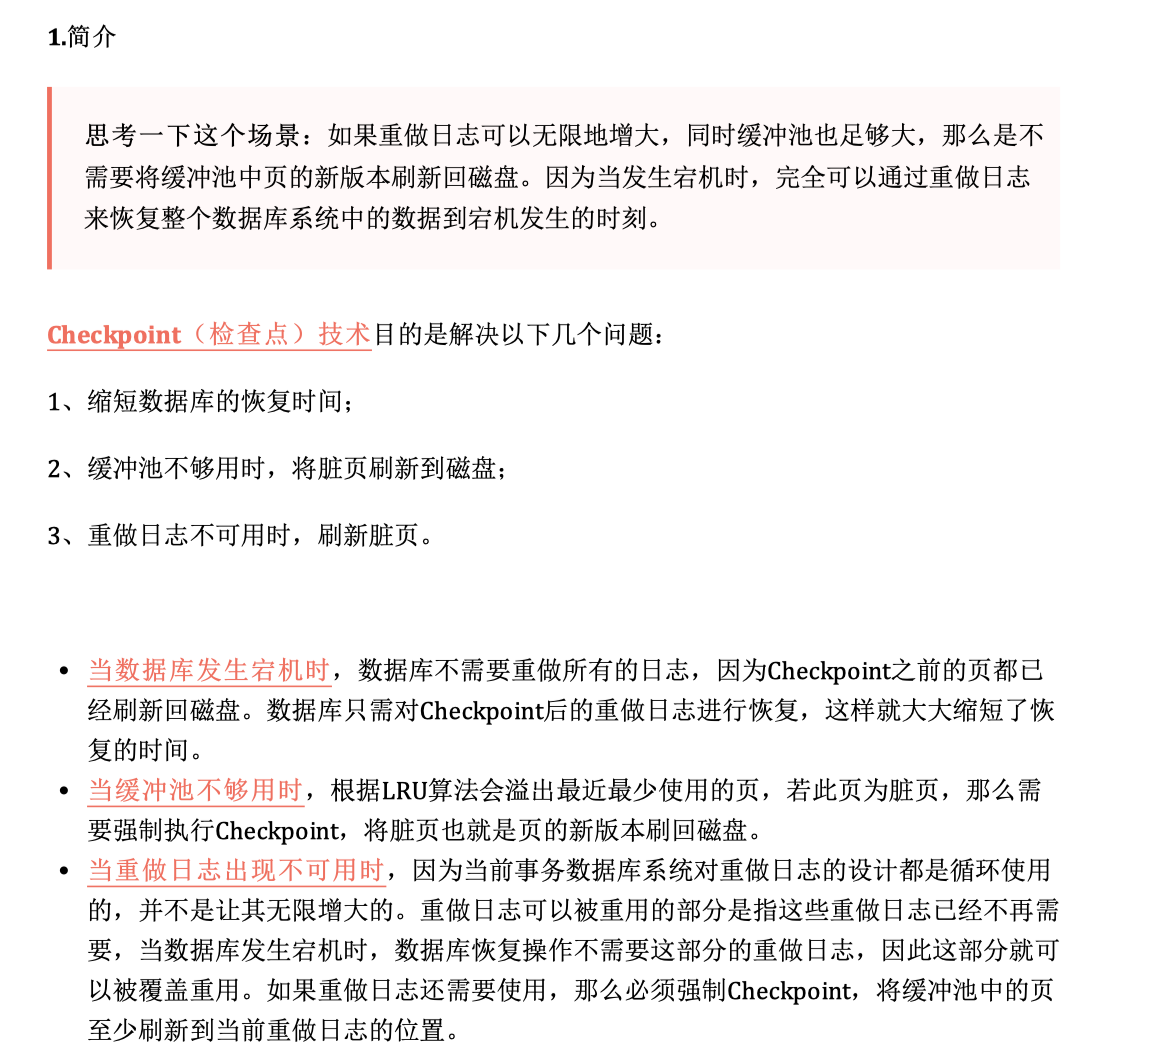 1.简介
思考一下这个场景：如果重做日志可以无限地增大，同时缓冲池也足够大，那么是不
需要将缓冲池中页的新版本刷新回磁盘。因为当发生宕机时，完全可以通过重做日志
来恢复整个数据库系统中的数据到宕机发生的时刻。
Checkpoint（检查点）技术目的是解决以下几个问题：
1、缩短数据库的恢复时间；
2、缓冲池不够用时，将脏页刷新到磁盘；
3、重做日志不可用时，刷新脏页。
• 当数据库发生宕机时，数据库不需要重做所有的日志，因为Checkpoint之前的页都已
经刷新回磁盘。数据库只需对Checkpoint后的重做日志进行恢复，这样就大大缩短了恢
复的时间。
• 当缓冲池不够用时，根据LRU算法会溢出最近最少使用的页，若此页为脏页，那么需
要强制执行Checkpoint，将脏页也就是页的新版本刷回磁盘。
• 当重做日志出现不可用时，因为当前事务数据库系统对重做日志的设计都是循环使用
的，并不是让其无限增大的。重做日志可以被重用的部分是指这些重做日志已经不再需
要，当数据库发生宕机时，数据库恢复操作不需要这部分的重做日志，因此这部分就可
以被覆盖重用。如果重做日志还需要使用，那么必须强制Checkpoint，将缓冲池中的页
至少刷新到当前重做日志的位置。